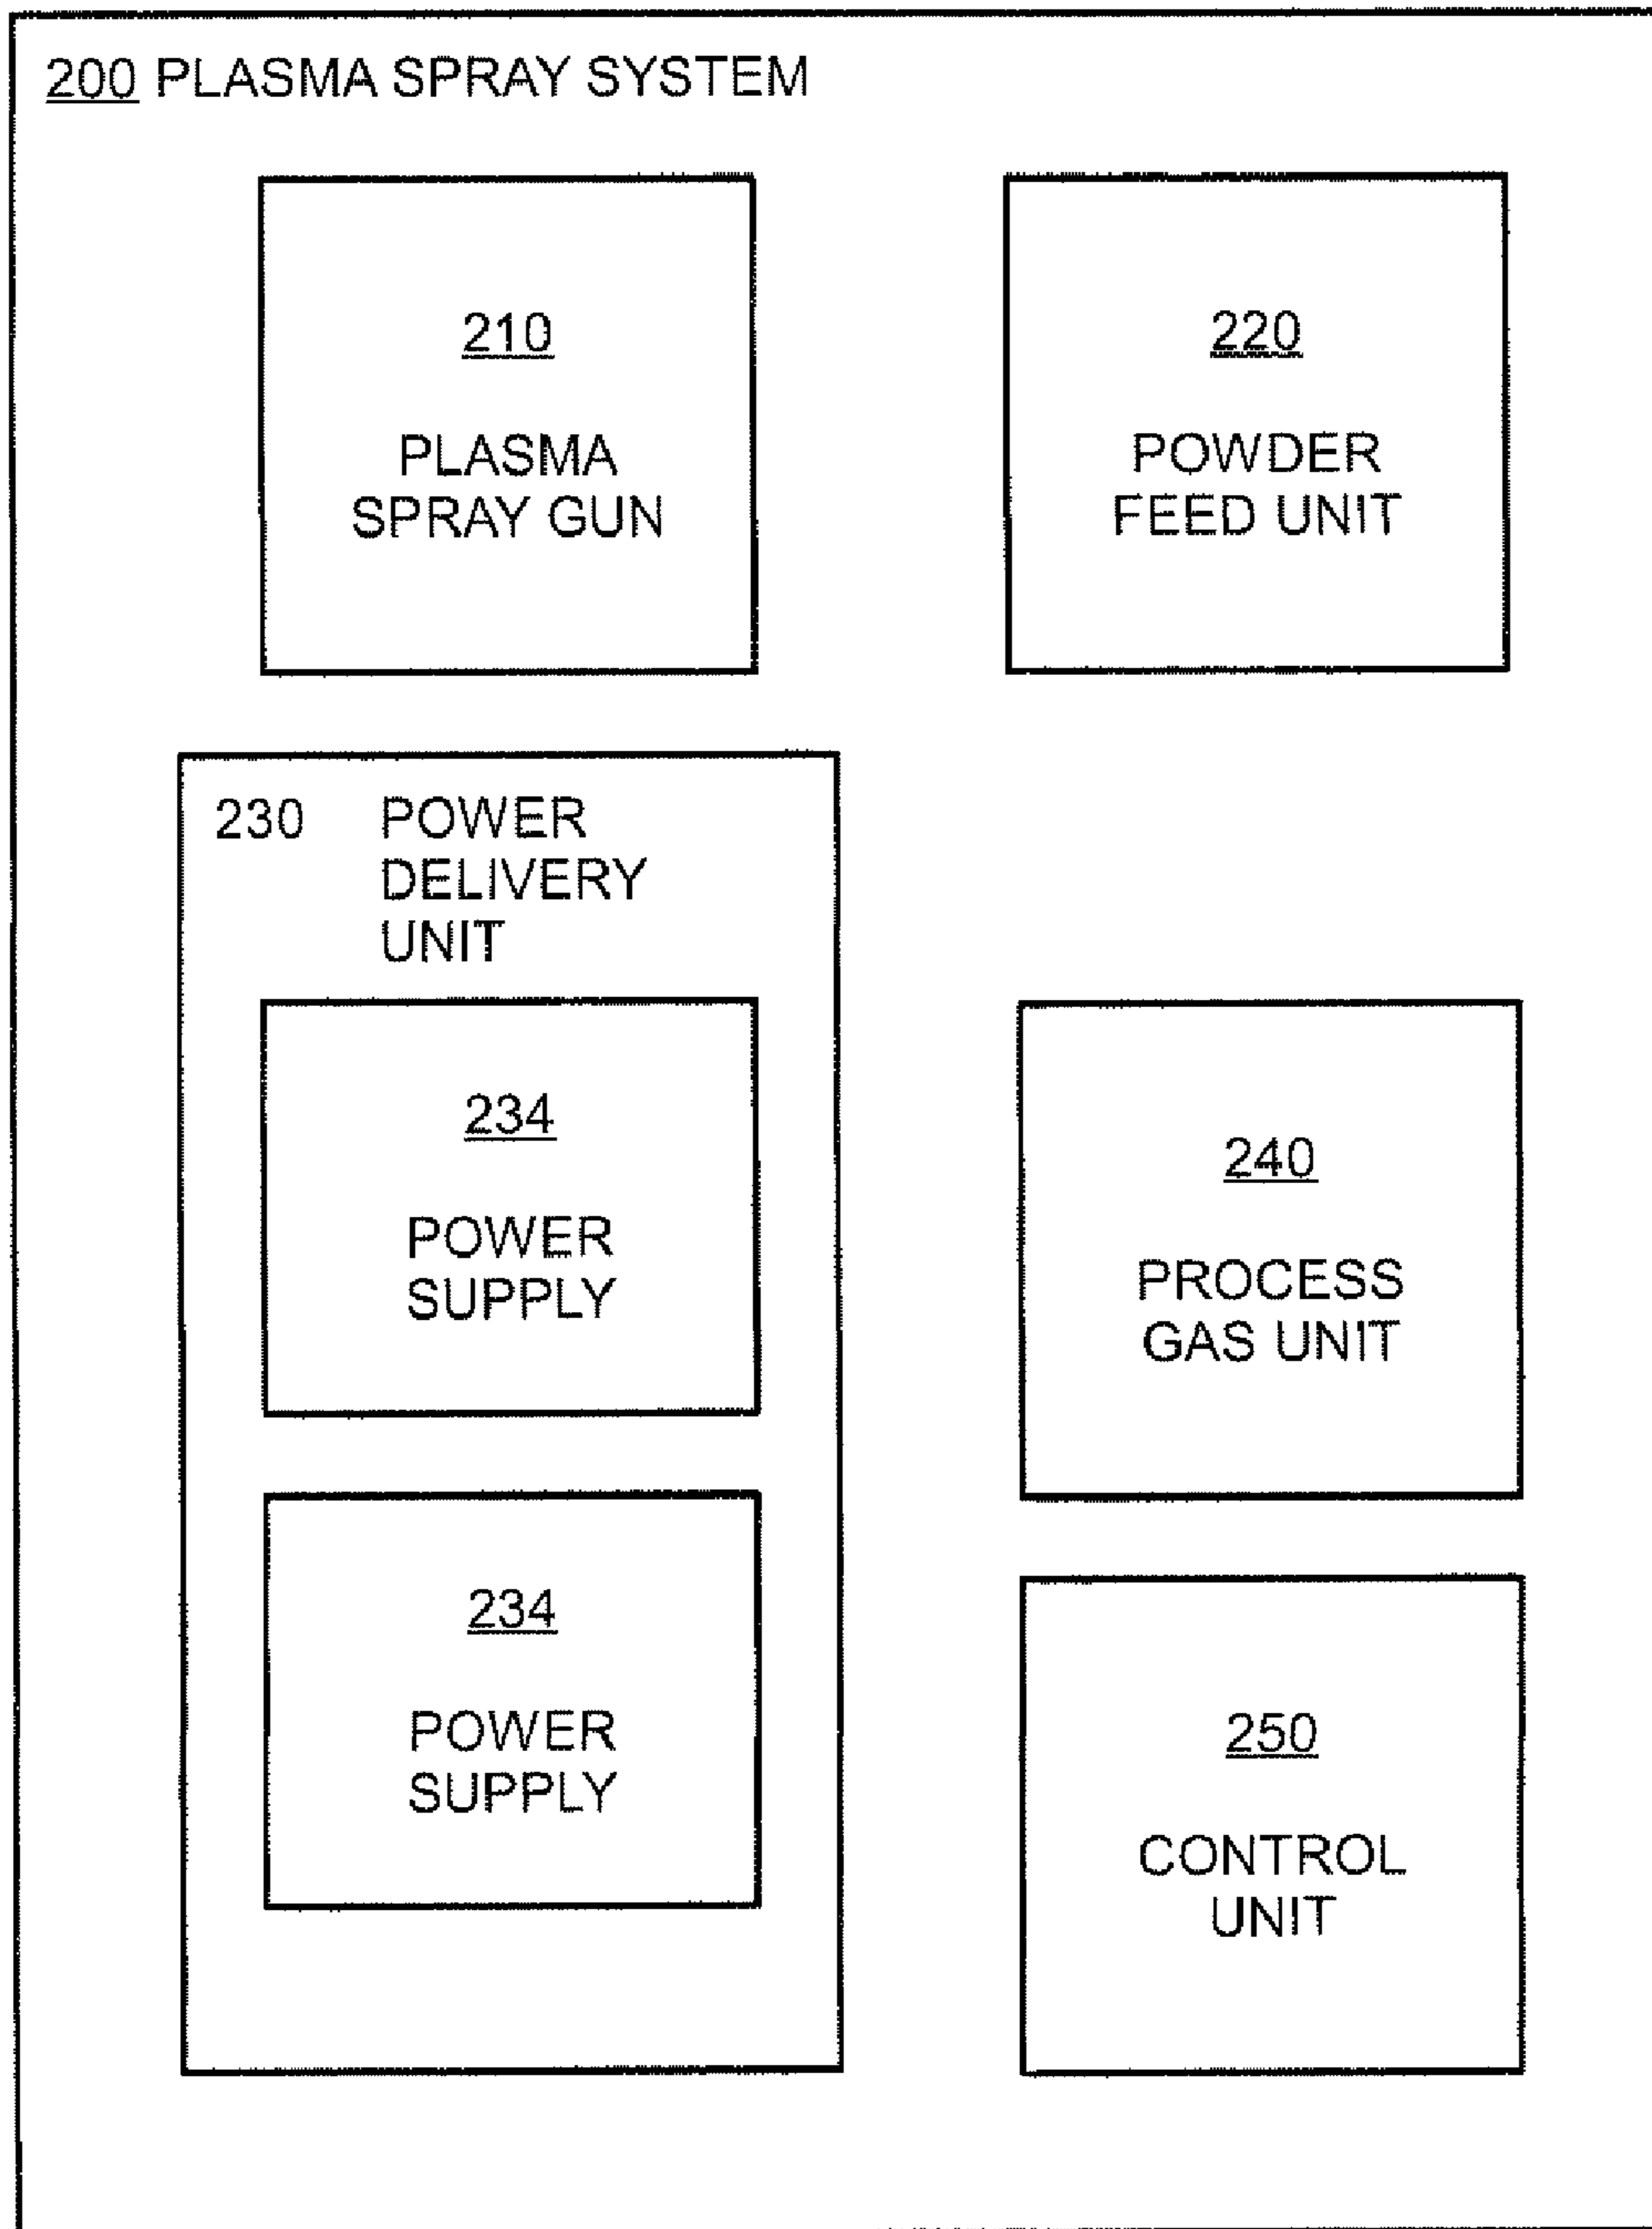 200 PLASMA SPRAY SYSTEM
210
PLASMA
SPRAY GUN
220
POWDER
FEED UNIT
230 POWER
DELIVERY
UNIT
234
POWER
SUPPLY
234
POWER
SUPPLY
240
PROCESS
GAS UNIT
250
CONTROL
UNIT